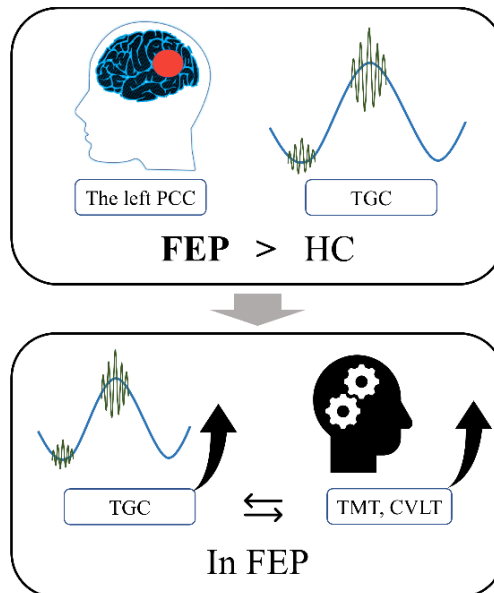 The left PCC
TGC
FEP > HC
TGC
TMT, CVLT
In FEP